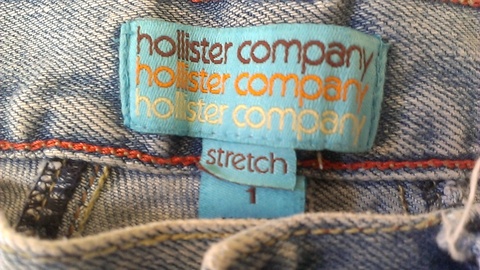 hollister company
hollister company
hollister company
stretch
1